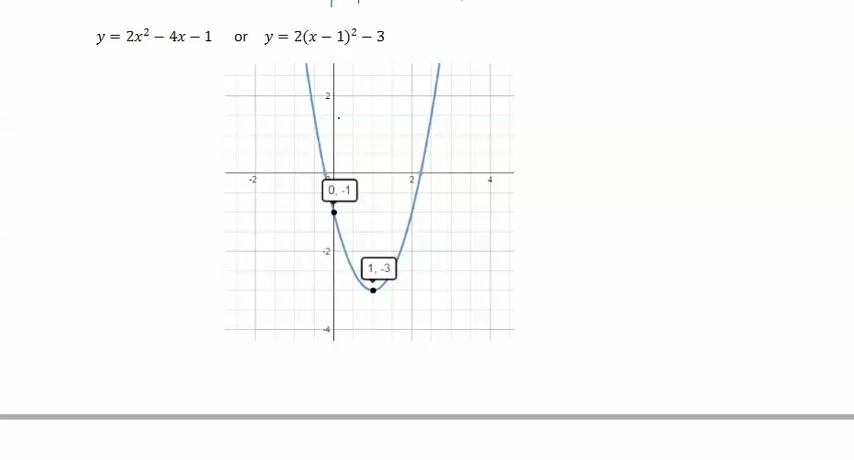 y = 2x² − 4x − 1 or y = 2(x − 1)² − 3
2
-2 2 4
0, -1
-2
1, -3
-4